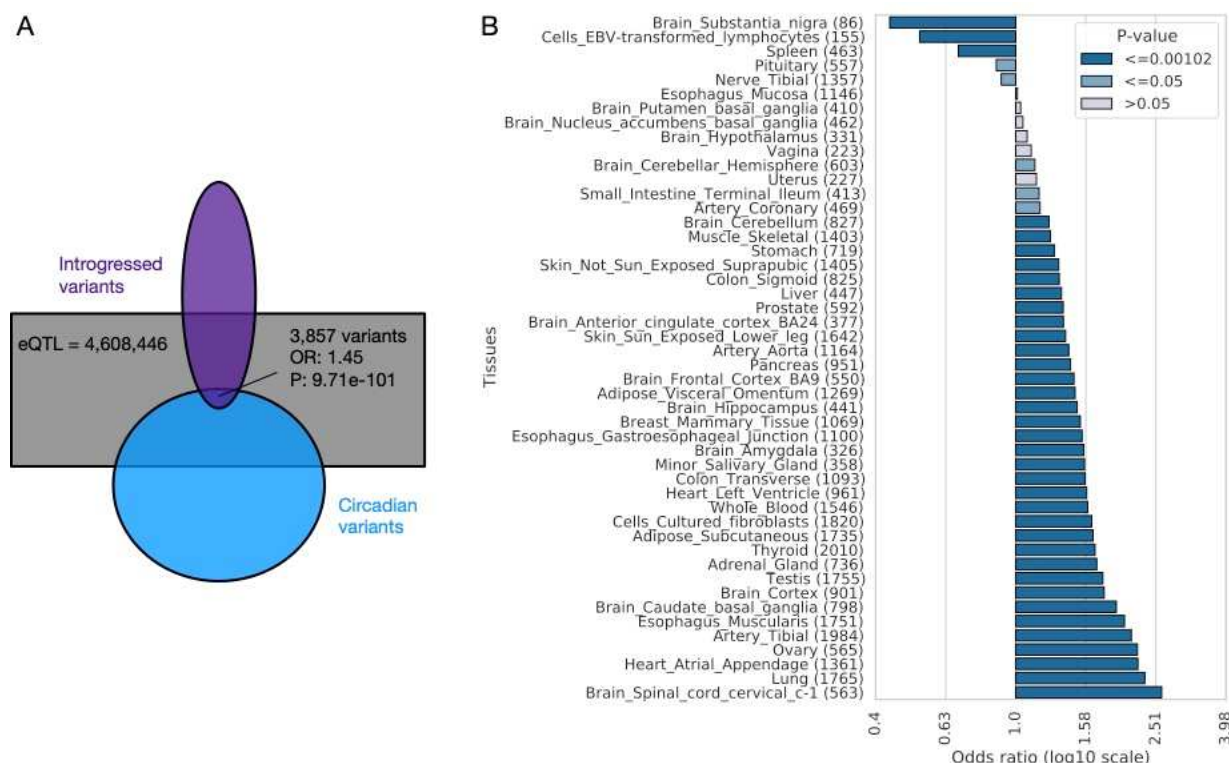 A
Introgressed
variants
eQTL = 4,608,446
3,857 variants
OR: 1.45
P: 9.71e-101
Circadian
variants
B
Tissues
Brain_Substantia_nigra (86)
Cells_EBV-transformed_lymphocytes (155)
Spleen (463)
Pituitary (557)
Nerve_Tibial (1357)
Esophagus_Mucosa (1146)
Brain_Putamen_basal_ganglia (410)
Brain_Nucleus_accumbens_basal_ganglia (462)
Brain_Hypothalamus (331)
Vagina (223)
Brain_Cerebellar_Hemisphere (603)
Uterus (227)
Small_Intestine_Terminal_Ileum (413)
Artery_Coronary (469)
Brain_Cerebellum (827)
Muscle_Skeletal (1403)
Stomach (719)
Skin_Not_Sun_Exposed_Suprapubic (1405)
Colon_Sigmoid (825)
Liver (447)
Prostate (592)
Brain_Anterior_cingulate_cortex_BA24 (377)
Skin_Sun_Exposed_Lower_leg (1642)
Artery_Aorta (1164)
Pancreas (951)
Brain_Frontal_Cortex_BA9 (550)
Adipose_Visceral_Omentum (1269)
Brain_Hippocampus (441)
Breast_Mammary_Tissue (1069)
Esophagus_Gastroesophageal_Junction (1100)
Brain_Amygdala (326)
Minor_Salivary_Gland (358)
Colon_Transverse (1093)
Heart_Left_Ventricle (961)
Whole_Blood (1546)
Cells_Cultured_fibroblasts (1820)
Adipose_Subcutaneous (1735)
Thyroid (2010)
Adrenal_Gland (736)
Testis (1755)
Brain_Cortex (901)
Brain_Caudate_basal_ganglia (798)
Esophagus_Muscularis (1751)
Artery_Tibial (1984)
Ovary (565)
Heart_Atrial_Appendage (1361)
Lung (1765)
Brain_Spinal_cord_cervical_c-1 (563)
P-value
<=0.00102
<=0.05
>0.05
0.4
0.63
1.0
1.58
2.51
3.98
Odds ratio (log10 scale)